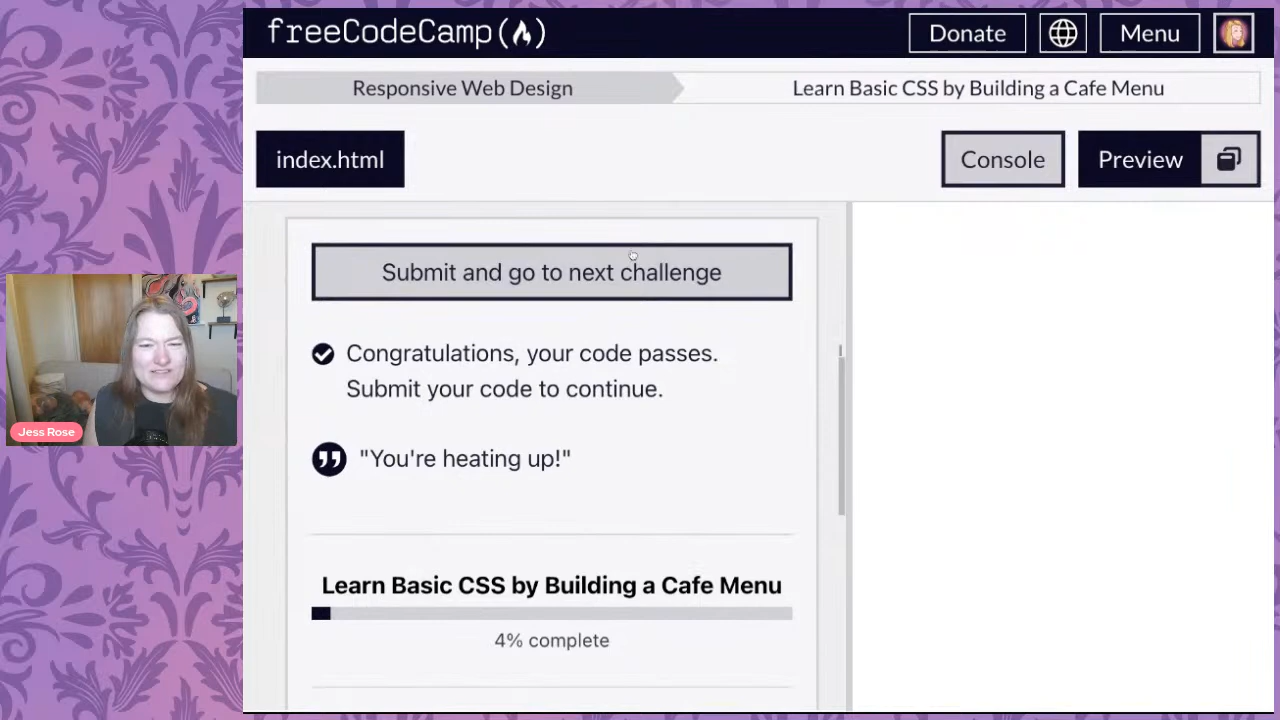 freeCodeCamp
Donate
Menu
Responsive Web Design
Learn Basic CSS by Building a Cafe Menu
index.html
Console
Preview
Submit and go to next challenge
Congratulations, your code passes.
Submit your code to continue.
"You're heating up!"
Jess Rose
Learn Basic CSS by Building a Cafe Menu
4% complete